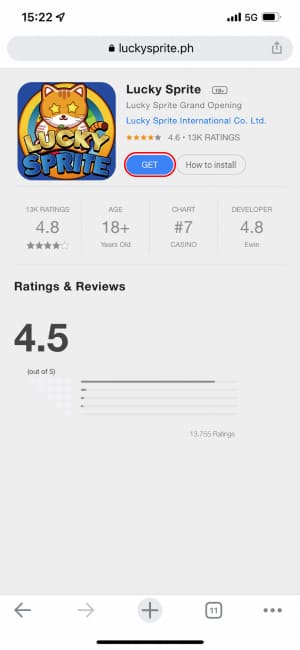 15:22
5G
luckysprite.ph
Lucky Sprite 18+
Lucky Sprite Grand Opening
Lucky Sprite International Co. Ltd.
4.6 • 13K RATINGS
GET
How to install
LUCKY
SPRITE
13K RATINGS
4.8
AGE
18+
Years Old
CHART
#7
CASINO
DEVELOPER
4.8
Ewin
Ratings & Reviews
4.5
(out of 5)
13,755 Ratings
11